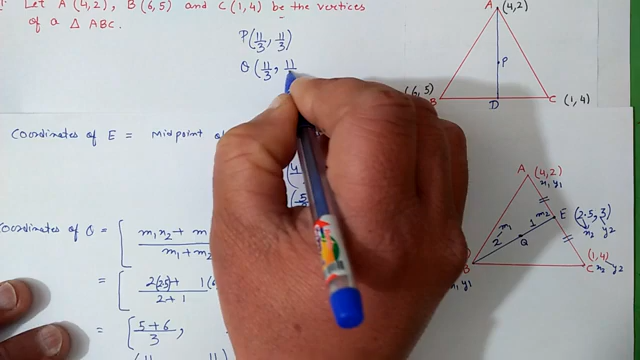 Let A (4,2), B (6,5) and C (1,4) be the vertices
of a Δ ABC.
P(11/3, 11/3)
Q (11/3, 11
A (4,2)
P
(6,5)
B
D
C (1,4)
Coordinates of E = Midpoint
Coordinates of Q = [ m₁x₂ + m
m₁ + m₂
= [ 2(2.5) + 1(6
2+1
= [ 5+6
3 ,
(11
11
A (4,2)
x₁ y₁
m₂
E (2.5, 3)
x₂ y₂
m₁
1
2
Q
B
x₁, y₁
C (1,4)
x₂ y₂